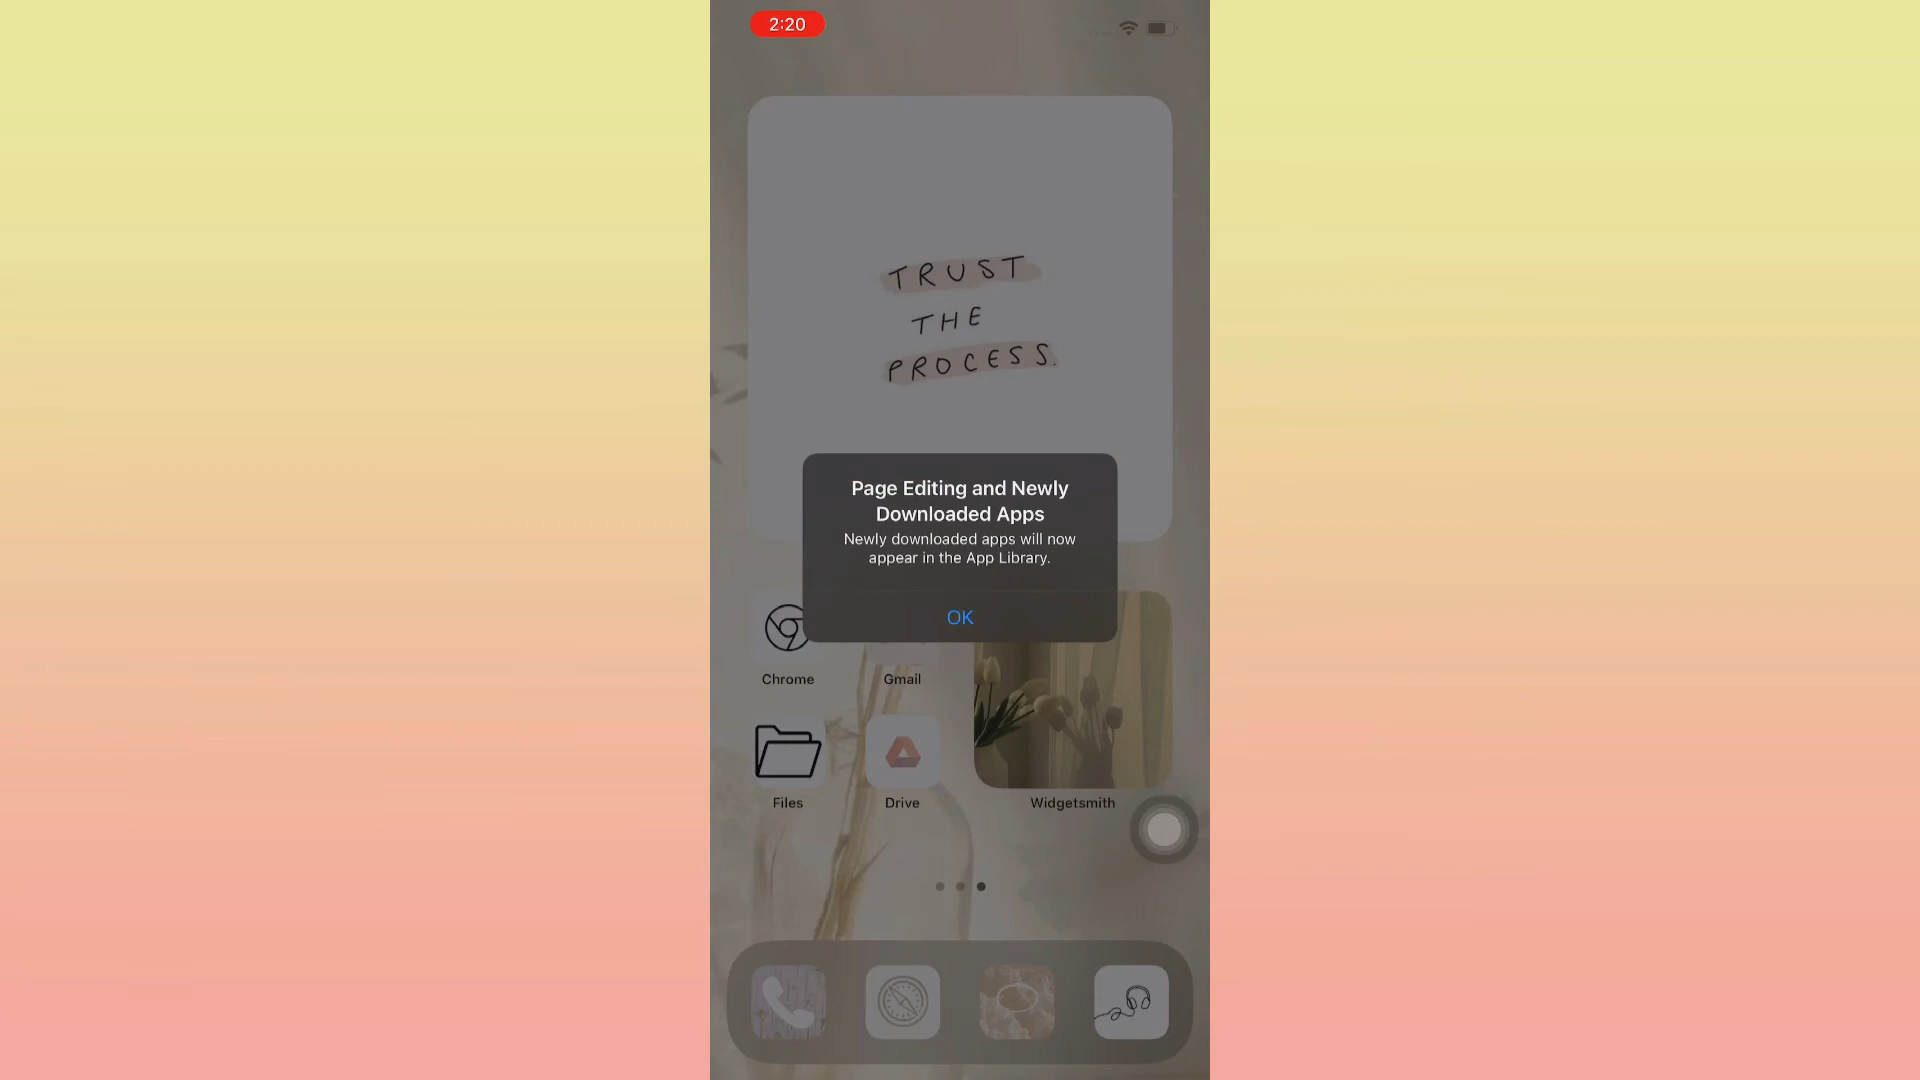 2:20
TRUST
THE
PROCESS.
Page Editing and Newly
Downloaded Apps
Newly downloaded apps will now
appear in the App Library.
OK
Chrome
Gmail
Files
Drive
Widgetsmith